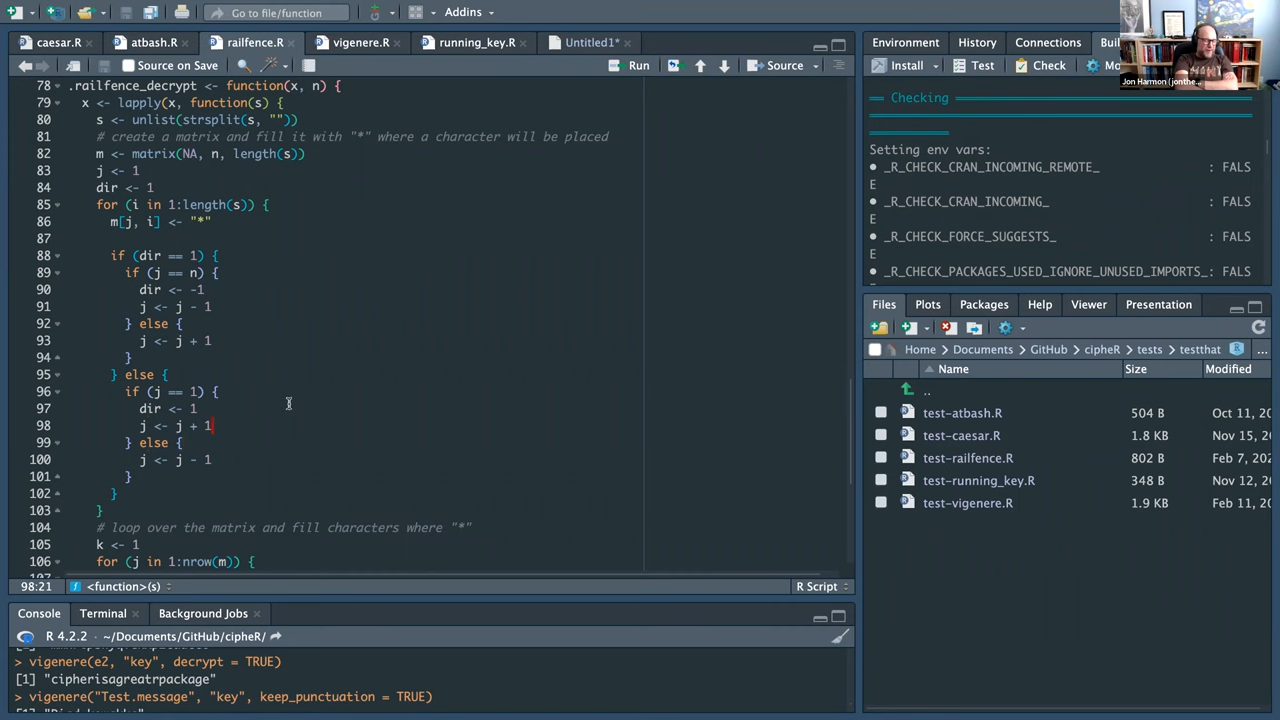 Go to file/function
Addins
caesar.R
atbash.R
railfence.R
vigenere.R
running_key.R
Untitled1*
Source on Save
Run
Source
78 .railfence_decrypt <- function(x, n) {
79 x <- lapply(x, function(s) {
80 s <- unlist(strsplit(s, ""))
81 # create a matrix and fill it with "*" where a character will be placed
82 m <- matrix(NA, n, length(s))
83 j <- 1
84 dir <- 1
85 for (i in 1:length(s)) {
86 m[j, i] <- "*"
87
88 if (dir == 1) {
89 if (j == n) {
90 dir <- -1
91 j <- j - 1
92 } else {
93 j <- j + 1
94 }
95 } else {
96 if (j == 1) {
97 dir <- 1
98 j <- j + 1
99 } else {
100 j <- j - 1
101 }
102 }
103 }
104 # loop over the matrix and fill characters where "*"
105 k <- 1
106 for (j in 1:nrow(m)) {
98:21
<function>(s)
R Script
Console
Terminal
Background Jobs
R 4.2.2 · ~/Documents/GitHub/cipheR/
> vigenere(e2, "key", decrypt = TRUE)
[1] "cipherisagreatrpackage"
> vigenere("Test.message", "key", keep_punctuation = TRUE)
Environment
History
Connections
Install
Test
Check
Jon Harmon (jonthe...
Checking
Setting env vars:
_R_CHECK_CRAN_INCOMING_REMOTE_ : FALS
E
_R_CHECK_CRAN_INCOMING_ : FALS
E
_R_CHECK_FORCE_SUGGESTS_ : FALS
E
_R_CHECK_PACKAGES_USED_IGNORE_UNUSED_IMPORTS_: FALS
Files
Plots
Packages
Help
Viewer
Presentation
Home
Documents
GitHub
cipheR
tests
testthat
...
Name
Size
Modified
..
test-atbash.R 504 B Oct 11, 20
test-caesar.R 1.8 KB Nov 15, 2
test-railfence.R 802 B Feb 7, 202
test-running_key.R 348 B Nov 12, 2
test-vigenere.R 1.9 KB Feb 11, 20